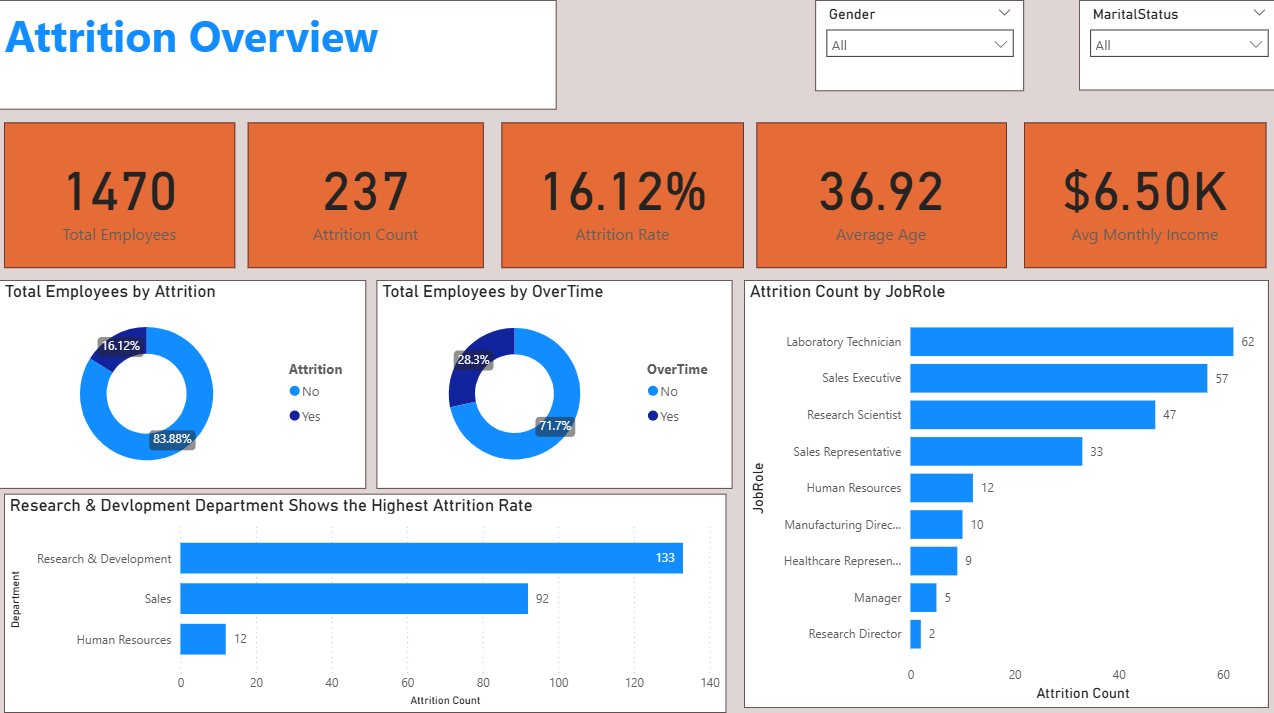 Attrition Overview
Gender
All
MaritalStatus
All
1470
Total Employees
237
Attrition Count
16.12%
Attrition Rate
36.92
Average Age
$6.50K
Avg Monthly Income
Total Employees by Attrition
16.12%
83.88%
Attrition
No
Yes
Total Employees by OverTime
28.3%
71.7%
OverTime
No
Yes
Attrition Count by JobRole
JobRole
Laboratory Technician 62
Sales Executive 57
Research Scientist 47
Sales Representative 33
Human Resources 12
Manufacturing Direc... 10
Healthcare Represen... 9
Manager 5
Research Director 2
0 20 40 60
Attrition Count
Research & Devlopment Department Shows the Highest Attrition Rate
Department
Research & Development 133
Sales 92
Human Resources 12
0 20 40 60 80 100 120 140
Attrition Count